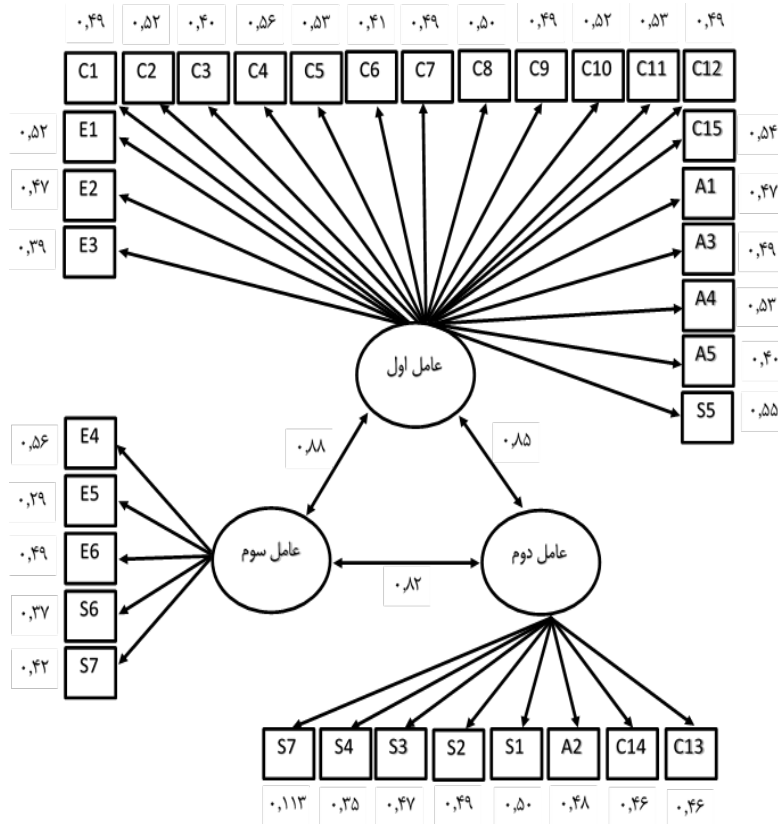 ۰,۴۹ ۰,۵۲ ۰,۴۰ ۰,۵۶ ۰,۵۳ ۰,۴۱ ۰,۴۹ ۰,۵۰ ۰,۴۹ ۰,۵۲ ۰,۵۳ ۰,۴۹
C1 C2 C3 C4 C5 C6 C7 C8 C9 C10 C11 C12
۰,۵۲ E1 C15 ۰,۵۴
۰,۴۷ E2 A1 ۰,۴۷
۰,۳۹ E3 A3 ۰,۴۹
A4 ۰,۵۳
عامل اول A5 ۰,۴۰
S5 ۰,۵۵
۰,۵۶ E4 ۰,۸۸ ۰,۸۵
۰,۲۹ E5
۰,۴۹ E6 عامل سوم عامل دوم
۰,۳۷ S6 ۰,۸۲
۰,۴۲ S7
S7 S4 S3 S2 S1 A2 C14 C13
۰,۱۱۳ ۰,۳۵ ۰,۴۷ ۰,۴۹ ۰,۵۰ ۰,۴۸ ۰,۴۶ ۰,۴۶